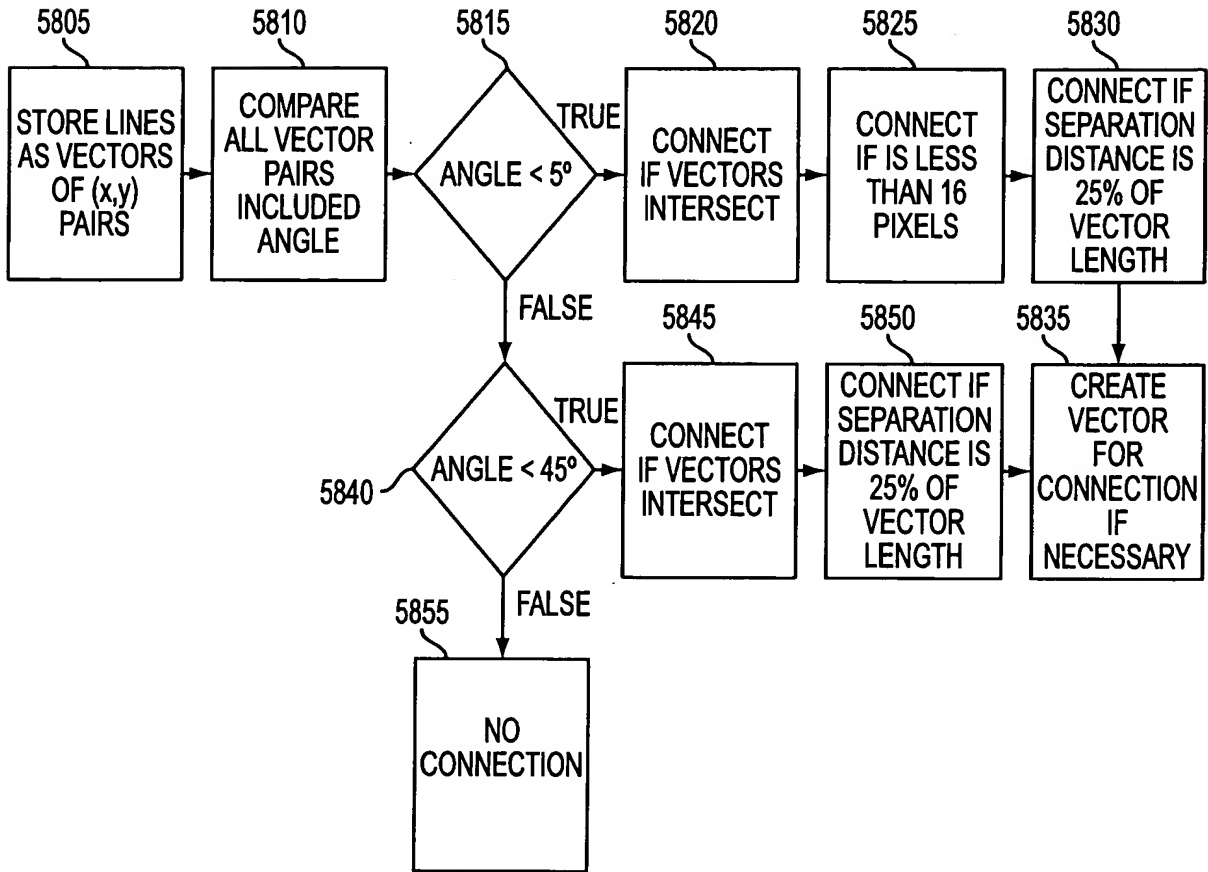 5805
STORE LINES
AS VECTORS
OF (x,y)
PAIRS
5810
COMPARE
ALL VECTOR
PAIRS
INCLUDED
ANGLE
5815
ANGLE < 5º
TRUE
FALSE
5820
CONNECT
IF VECTORS
INTERSECT
5825
CONNECT
IF IS LESS
THAN 16
PIXELS
5830
CONNECT IF
SEPARATION
DISTANCE IS
25% OF
VECTOR
LENGTH
5840
ANGLE < 45º
TRUE
FALSE
5845
CONNECT
IF VECTORS
INTERSECT
5850
CONNECT IF
SEPARATION
DISTANCE IS
25% OF
VECTOR
LENGTH
5835
CREATE
VECTOR
FOR
CONNECTION
IF
NECESSARY
5855
NO
CONNECTION